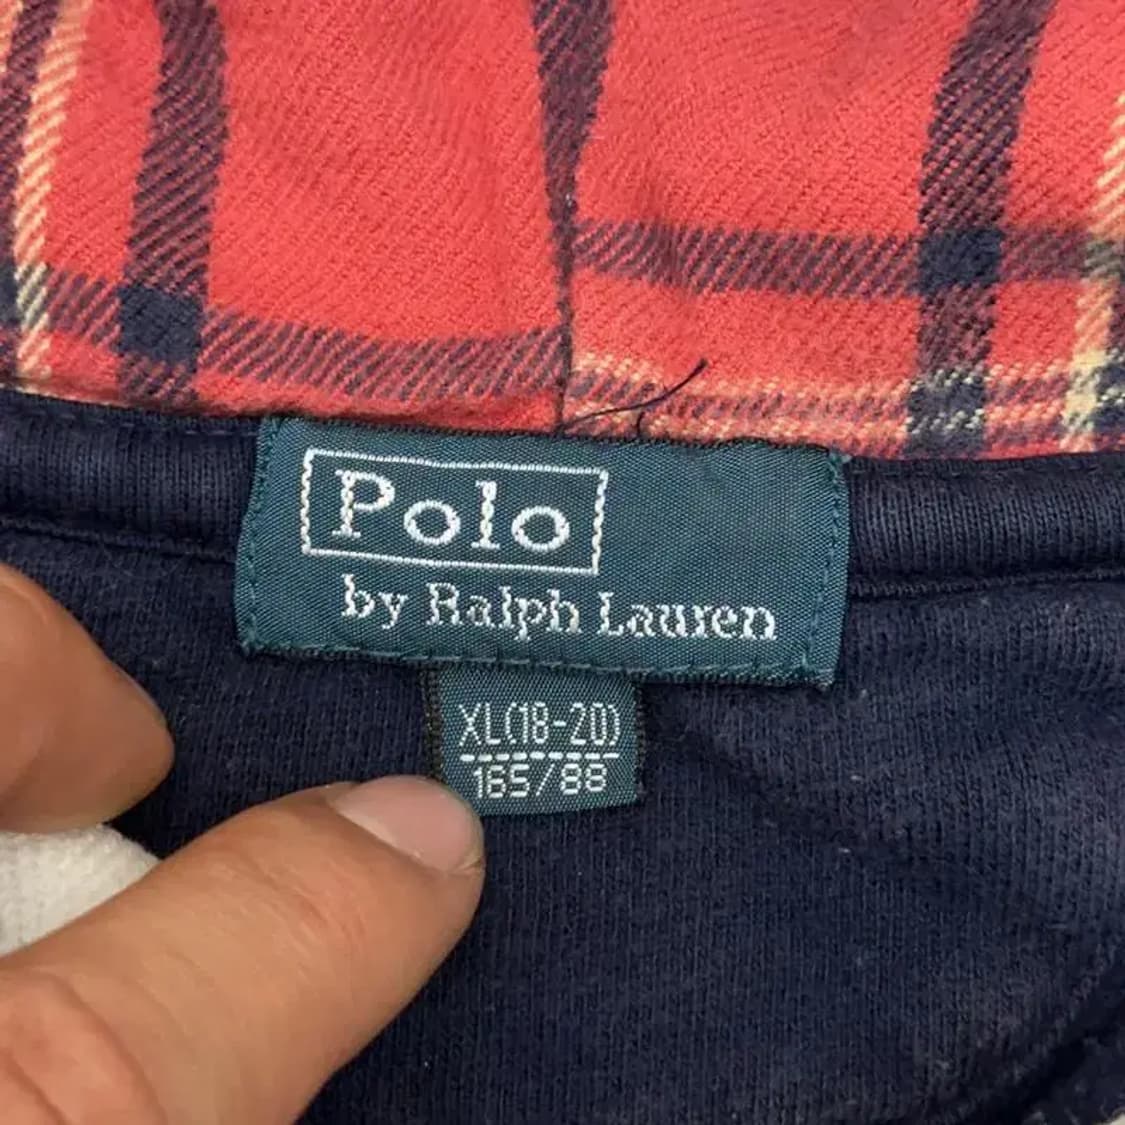 Polo
by Ralph Lauren
XL(18-20)
165/88